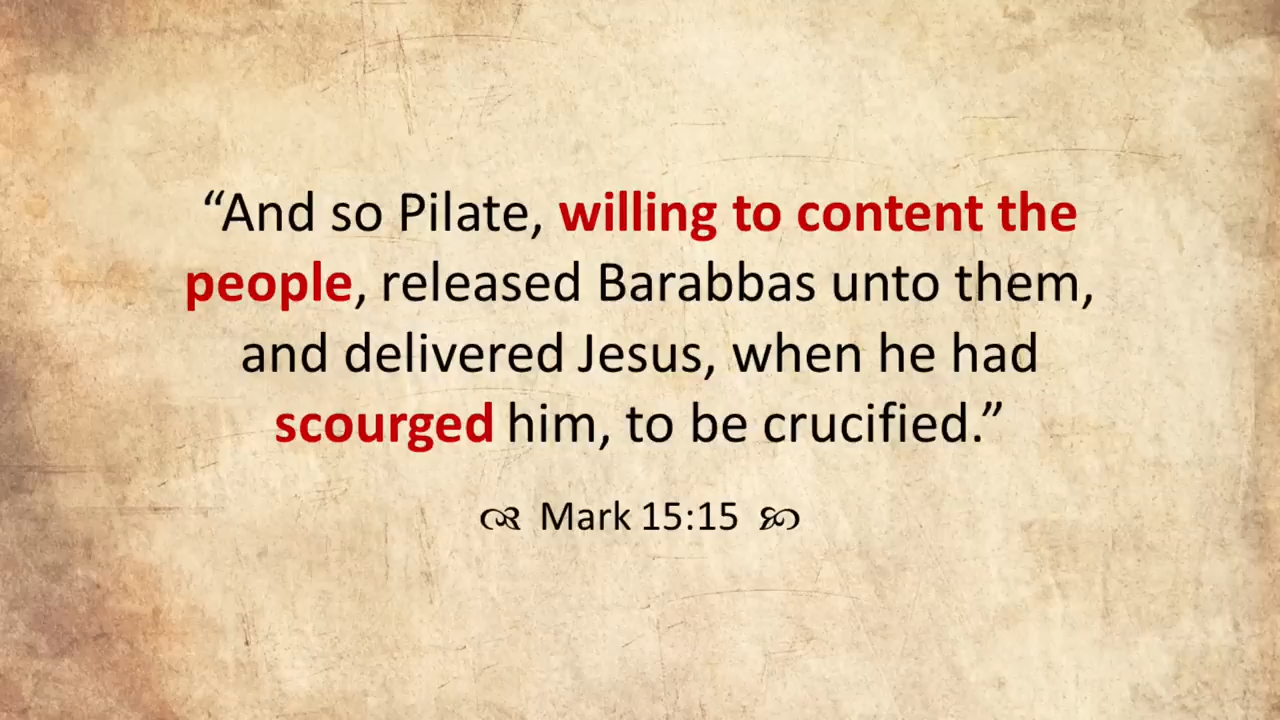 “And so Pilate, willing to content the
people, released Barabbas unto them,
and delivered Jesus, when he had
scourged him, to be crucified.”
Mark 15:15